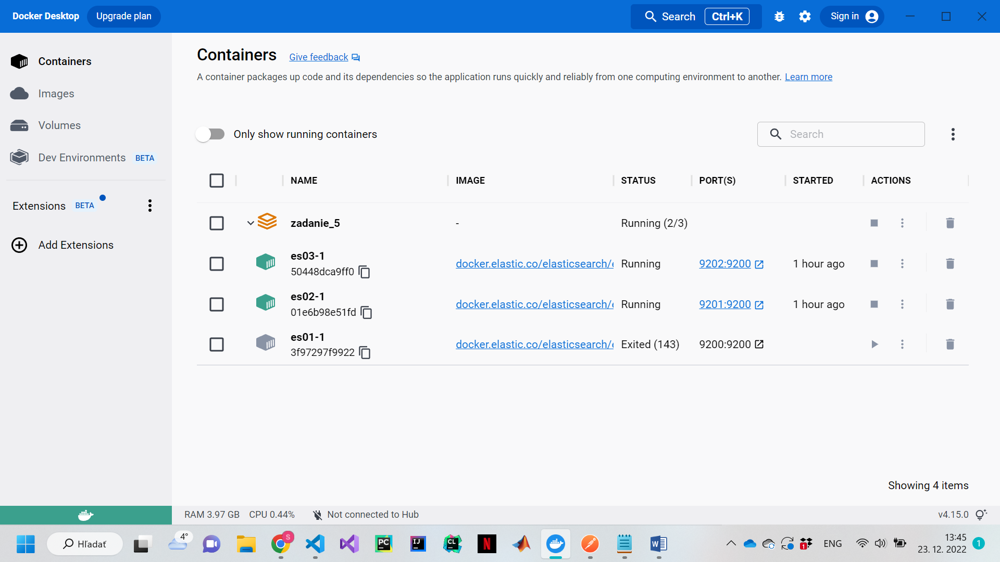 Docker Desktop Upgrade plan Search Ctrl+K Sign in
Containers
Images
Volumes
Dev Environments BETA
Extensions BETA
Add Extensions
Containers Give feedback
A container packages up code and its dependencies so the application runs quickly and reliably from one computing environment to another. Learn more
Only show running containers Search
NAME IMAGE STATUS PORT(S) STARTED ACTIONS
zadanie_5 - Running (2/3)
es03-1
50448dca9ff0 docker.elastic.co/elasticsearch/ Running 9202:9200 1 hour ago
es02-1
01e6b98e51fd docker.elastic.co/elasticsearch/ Running 9201:9200 1 hour ago
es01-1
3f97297f9922 docker.elastic.co/elasticsearch/ Exited (143) 9200:9200
Showing 4 items
RAM 3.97 GB CPU 0.44% Not connected to Hub v4.15.0
Hľadať 4° S PC IJ CL N W 1 ENG 13:45
23. 12. 2022 1